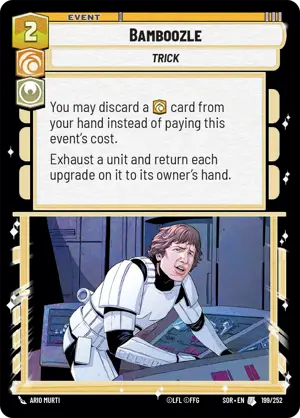 EVENT
2
BAMBOOZLE
TRICK
You may discard a card from
your hand instead of paying this
event's cost.
Exhaust a unit and return each
upgrade on it to its owner's hand.
ARIO MURTI
©LFL ©FFG
SOR • EN
199/252